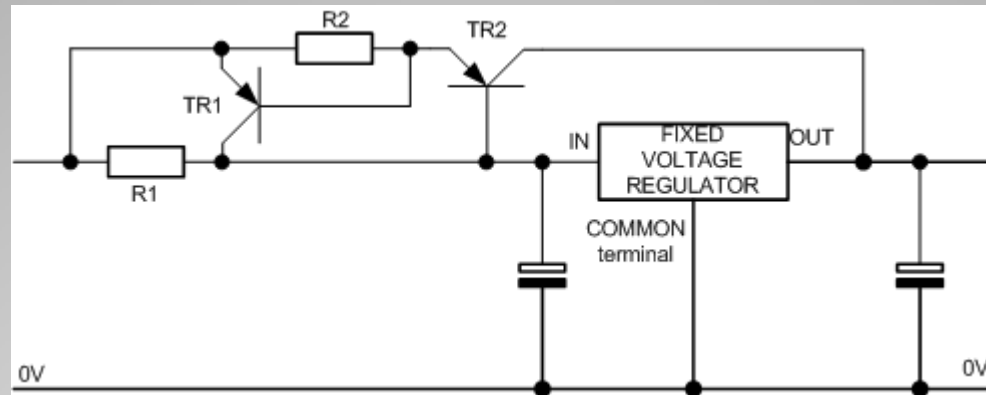 R2
TR2
TR1
R1
IN
FIXED
VOLTAGE
REGULATOR
OUT
COMMON
terminal
0V
0V